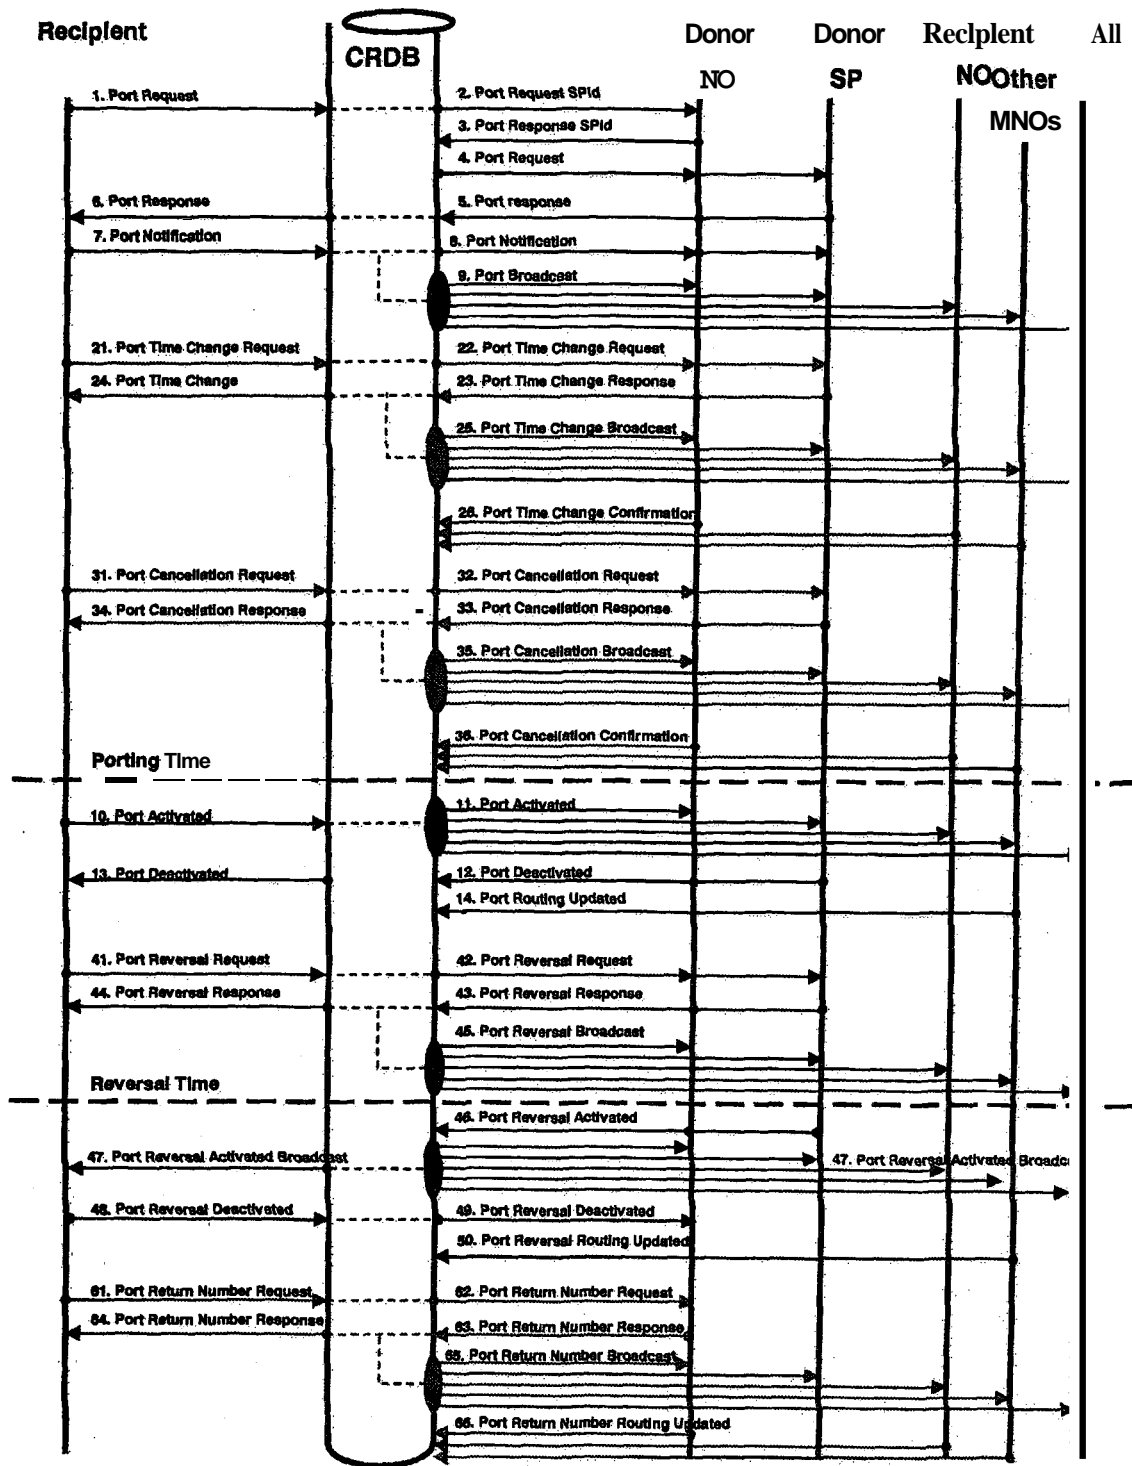 Recipient
CRDB
Donor
Donor
Reclplent
All
NO
SP
NO
Other
MNOs
1. Port Request
2. Port Request SPId
3. Port Response SPId
4. Port Request
6. Port Response
5. Port response
7. Port Notification
8. Port Notification
9. Port Broadcast
21. Port Time Change Request
22. Port Time Change Request
24. Port Time Change
23. Port Time Change Response
25. Port Time Change Broadcast
26. Port Time Change Confirmation
31. Port Cancellation Request
32. Port Cancellation Request
34. Port Cancellation Response
33. Port Cancellation Response
35. Port Cancellation Broadcast
36. Port Cancellation Confirmation
Porting Time
11. Port Activated
10. Port Activated
13. Port Deactivated
12. Port Deactivated
14. Port Routing Updated
41. Port Reversal Request
42. Port Reversal Request
44. Port Reversal Response
43. Port Reversal Response
45. Port Reversal Broadcast
Reversal Time
46. Port Reversal Activated
47. Port Reversal Activated Broadcast
47. Port Reversal Activated Broadc
48. Port Reversal Deactivated
49. Port Reversal Deactivated
50. Port Reversal Routing Updated
61. Port Return Number Request
62. Port Return Number Request
64. Port Return Number Response
63. Port Return Number Response
65. Port Return Number Broadcast
66. Port Return Number Routing Updated